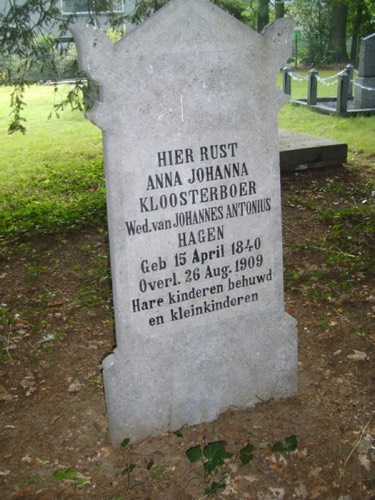 HIER RUST
ANNA JOHANNA
KLOOSTERBOER
Wed. van JOHANNES ANTONIUS
HAGEN
Geb 15 April 1840
Overl. 26 Aug. 1909
Hare kinderen behuwd
en kleinkinderen